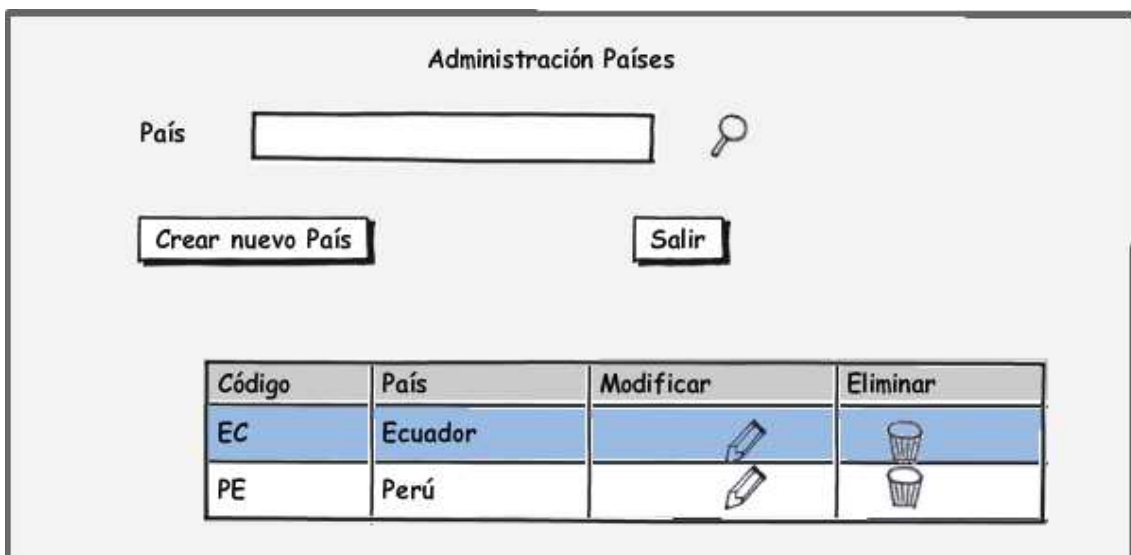 Administración Países
País
Crear nuevo País
Salir
Código País Modificar Eliminar
EC Ecuador
PE Perú